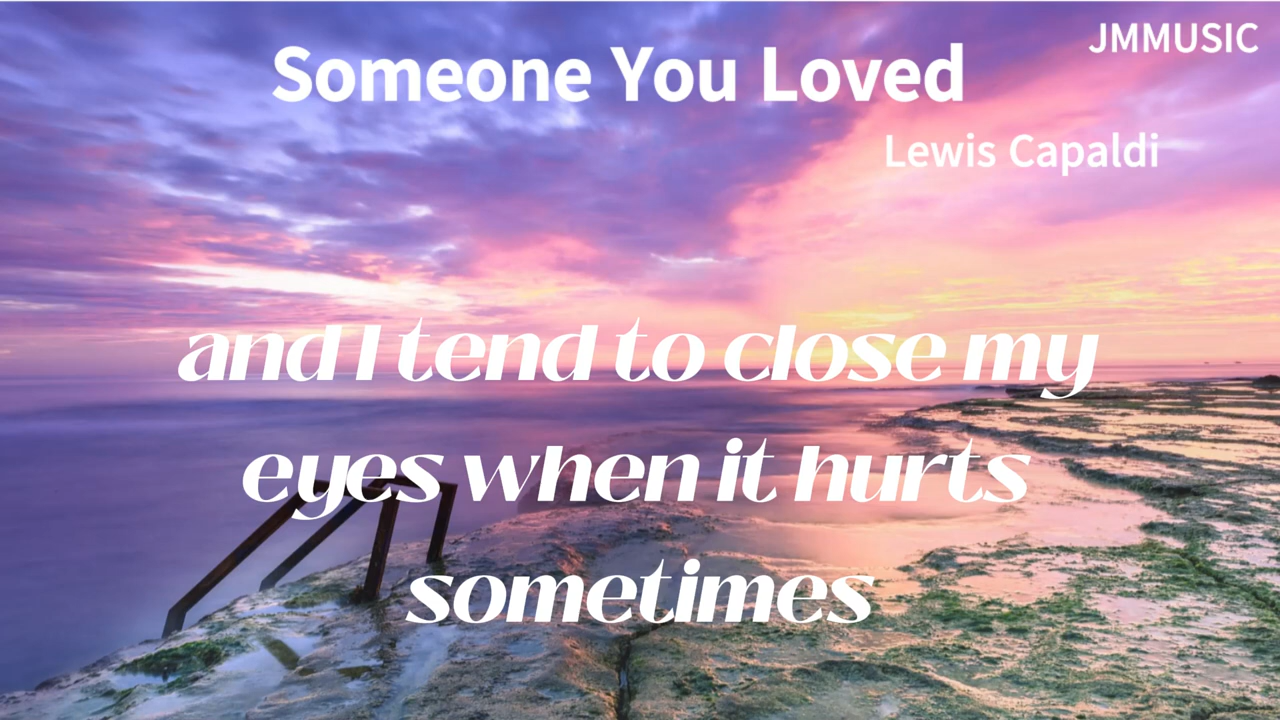 JMMUSIC
Someone You Loved
Lewis Capaldi
and I tend to close my
eyes when it hurts
sometimes